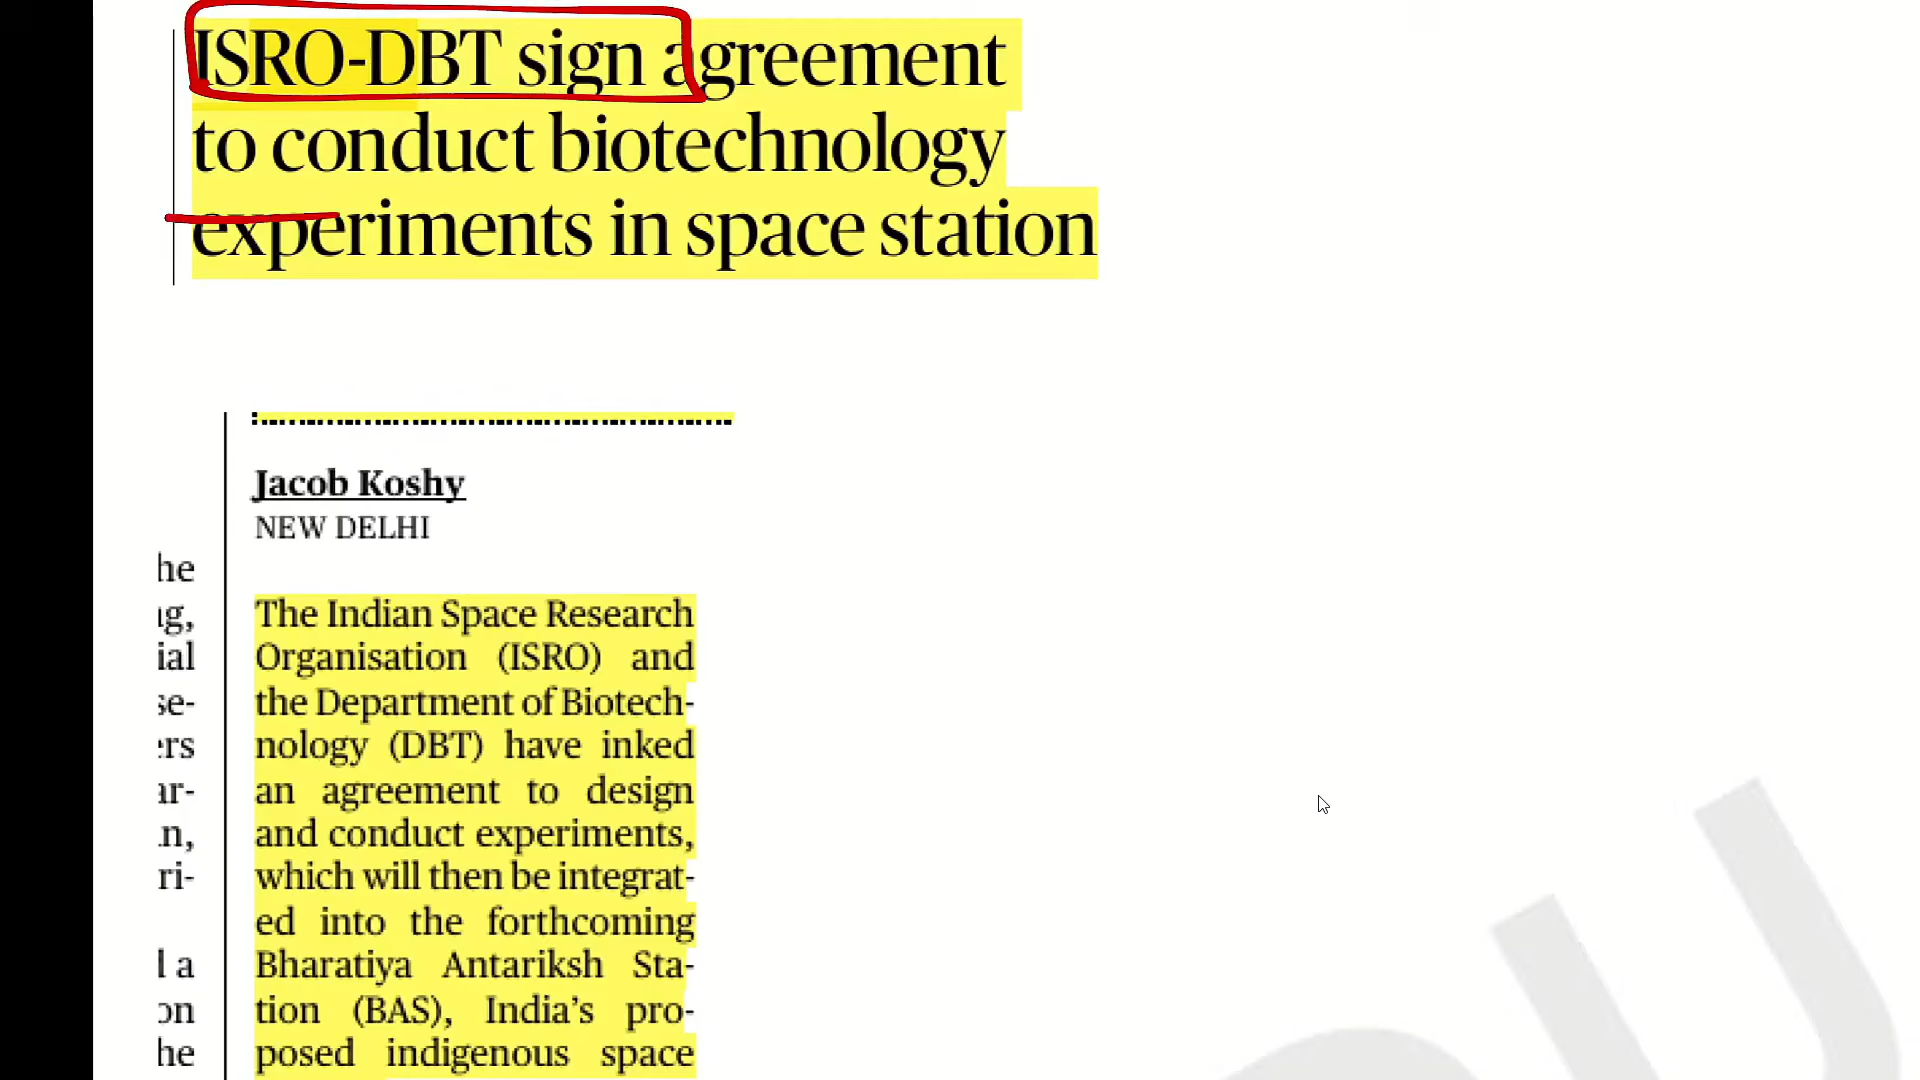 ISRO-DBT sign agreement
to conduct biotechnology
experiments in space station
Jacob Koshy
NEW DELHI
The Indian Space Research
Organisation (ISRO) and
the Department of Biotech-
nology (DBT) have inked
an agreement to design
and conduct experiments,
which will then be integrat-
ed into the forthcoming
Bharatiya Antariksh Sta-
tion (BAS), India's pro-
posed indigenous space